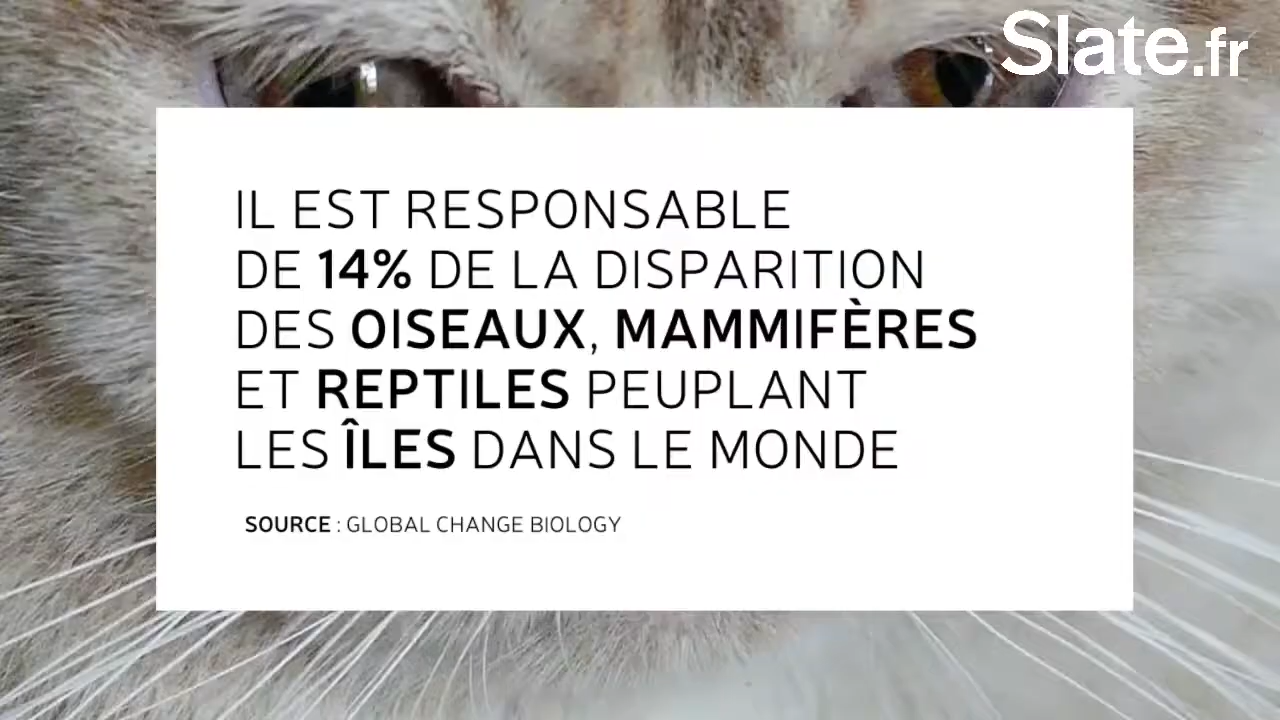 Slate.fr
IL EST RESPONSABLE
DE 14% DE LA DISPARITION
DES OISEAUX, MAMMIFÈRES
ET REPTILES PEUPLANT
LES ÎLES DANS LE MONDE
SOURCE : GLOBAL CHANGE BIOLOGY